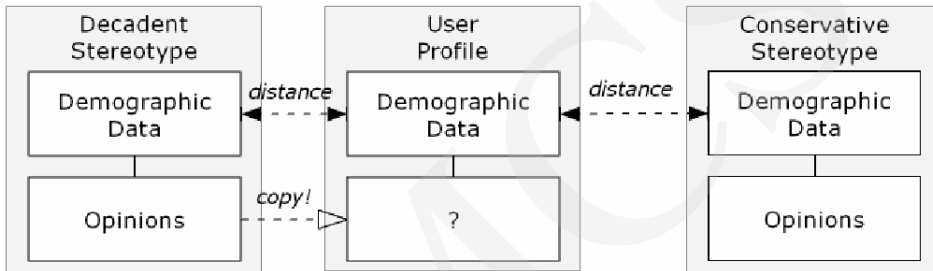 Decadent
Stereotype
Demographic
Data
Opinions
distance
copy!
User
Profile
Demographic
Data
?
distance
Conservative
Stereotype
Demographic
Data
Opinions